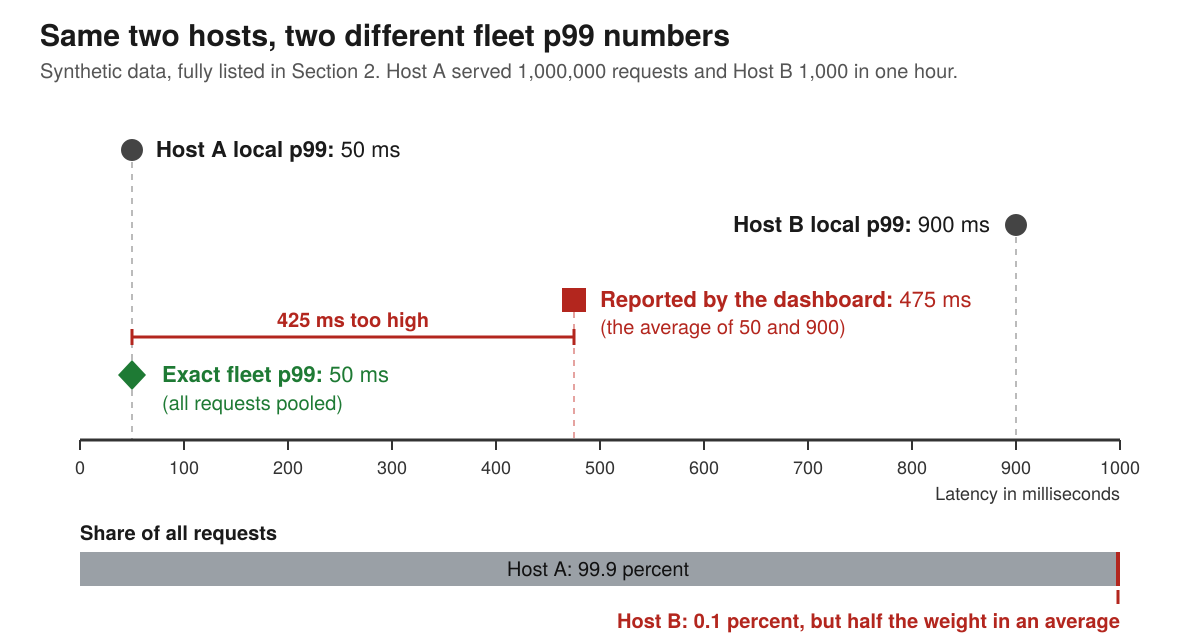 Same two hosts, two different fleet p99 numbers
Synthetic data, fully listed in Section 2. Host A served 1,000,000 requests and Host B 1,000 in one hour.
Host A local p99: 50 ms
Host B local p99: 900 ms
Reported by the dashboard: 475 ms
(the average of 50 and 900)
425 ms too high
Exact fleet p99: 50 ms
(all requests pooled)
0 100 200 300 400 500 600 700 800 900 1000
Latency in milliseconds
Share of all requests
Host A: 99.9 percent
Host B: 0.1 percent, but half the weight in an average